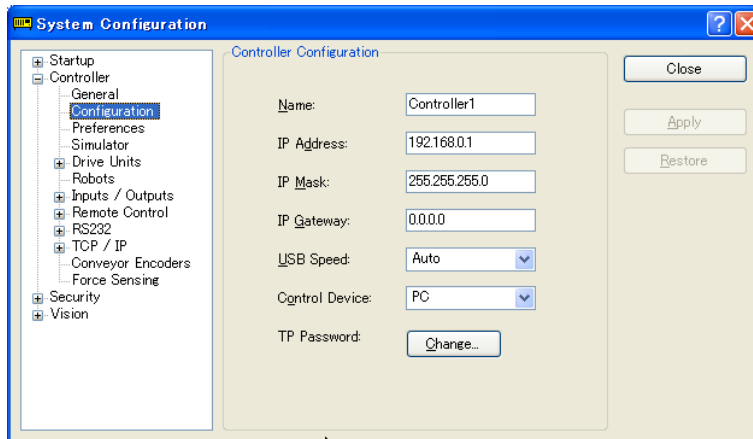 System Configuration
Startup
Controller
General
Configuration
Preferences
Simulator
Drive Units
Robots
Inputs / Outputs
Remote Control
RS232
TCP / IP
Conveyor Encoders
Force Sensing
Security
Vision
Controller Configuration
Name: Controller1
IP Address: 192.168.0.1
IP Mask: 255.255.255.0
IP Gateway: 0.0.0.0
USB Speed: Auto
Control Device: PC
TP Password: Change...
Close
Apply
Restore